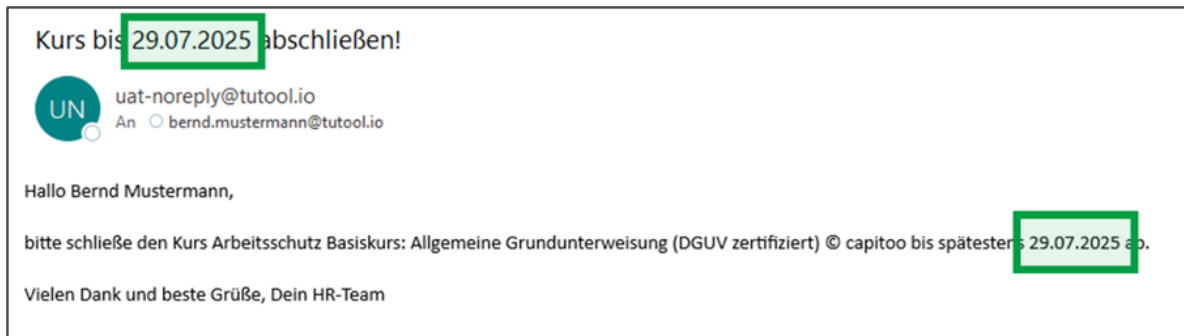 Kurs bis 29.07.2025 abschließen!
UN
uat-noreply@tutool.io
An bernd.mustermann@tutool.io
Hallo Bernd Mustermann,
bitte schließe den Kurs Arbeitsschutz Basiskurs: Allgemeine Grundunterweisung (DGUV zertifiziert) © capitoo bis spätestens 29.07.2025 ab.
Vielen Dank und beste Grüße, Dein HR-Team